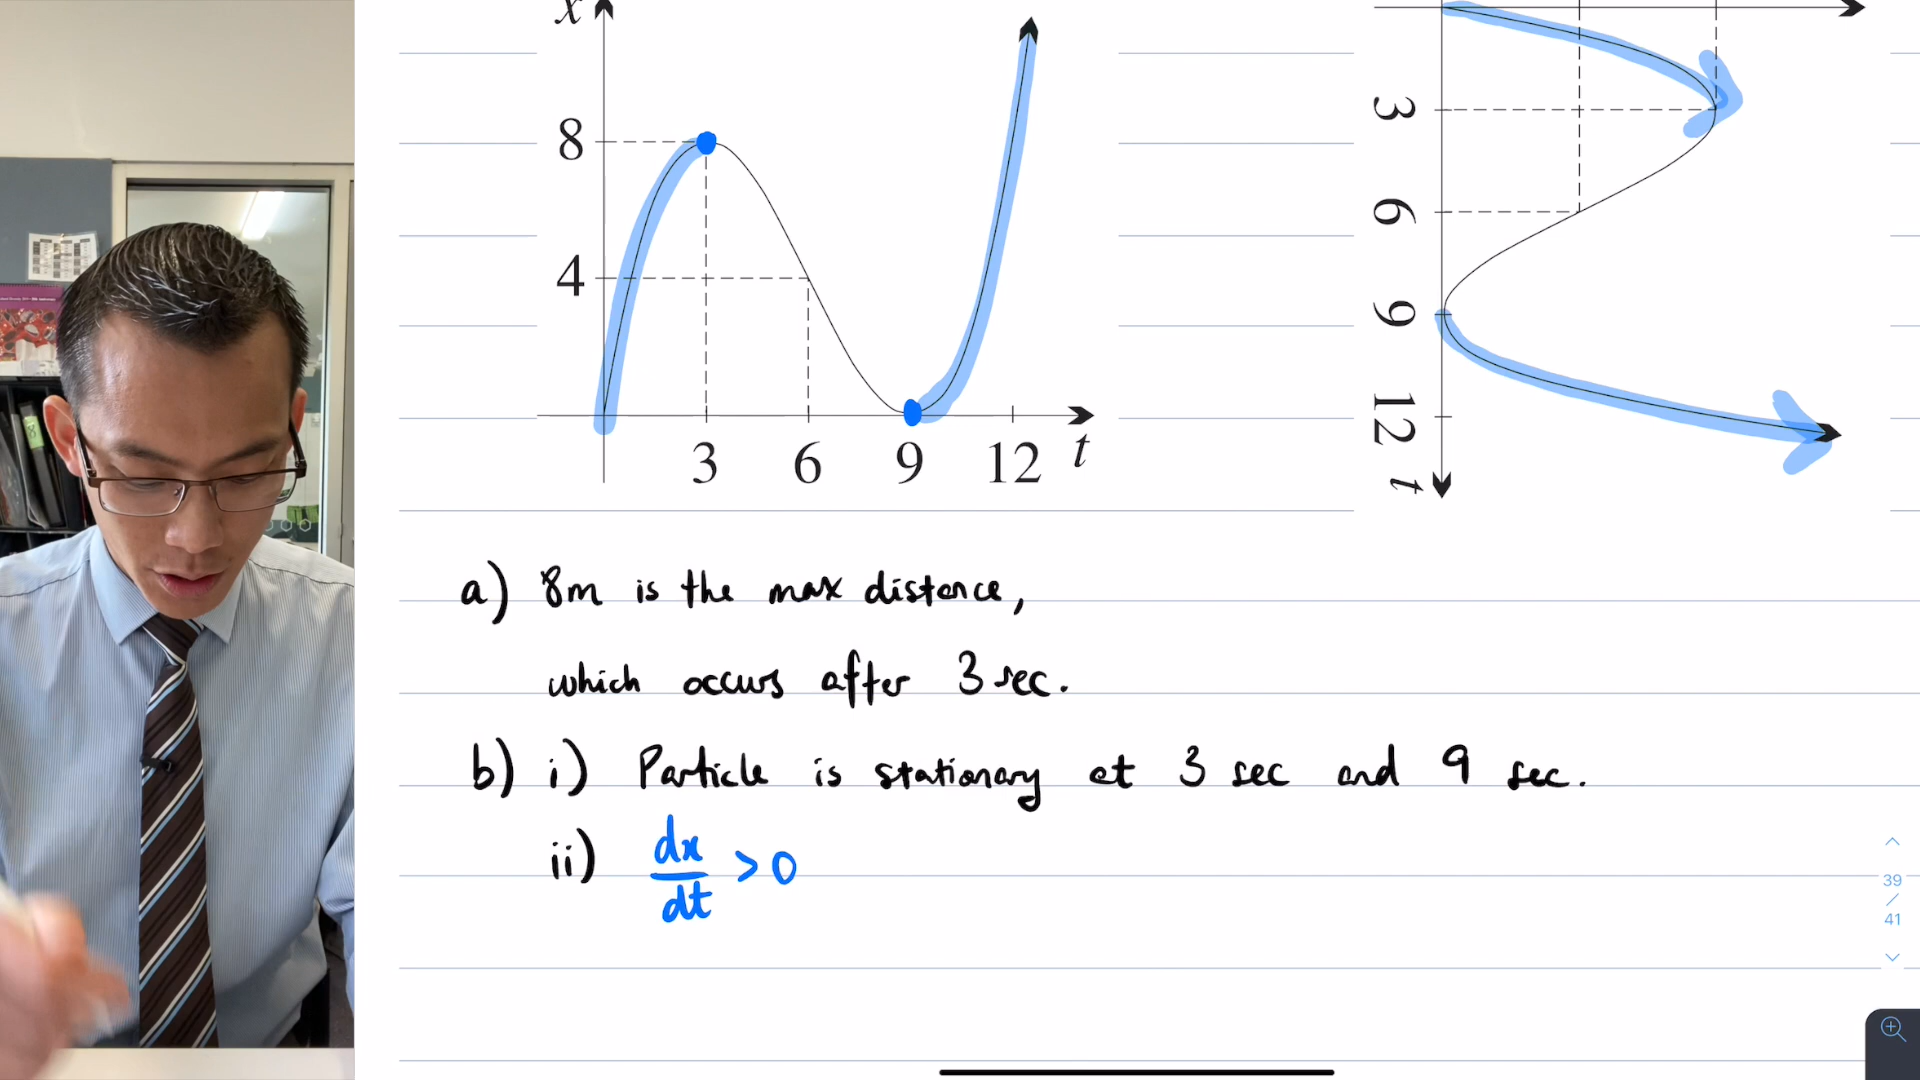 x
8
4
3 6 9 12 t
3
6
9
12
t
a) 8m is the max distance,
which occurs after 3 sec.
b) i) Particle is stationary at 3 sec and 9 sec.
ii) dx/dt > 0
39
/
41